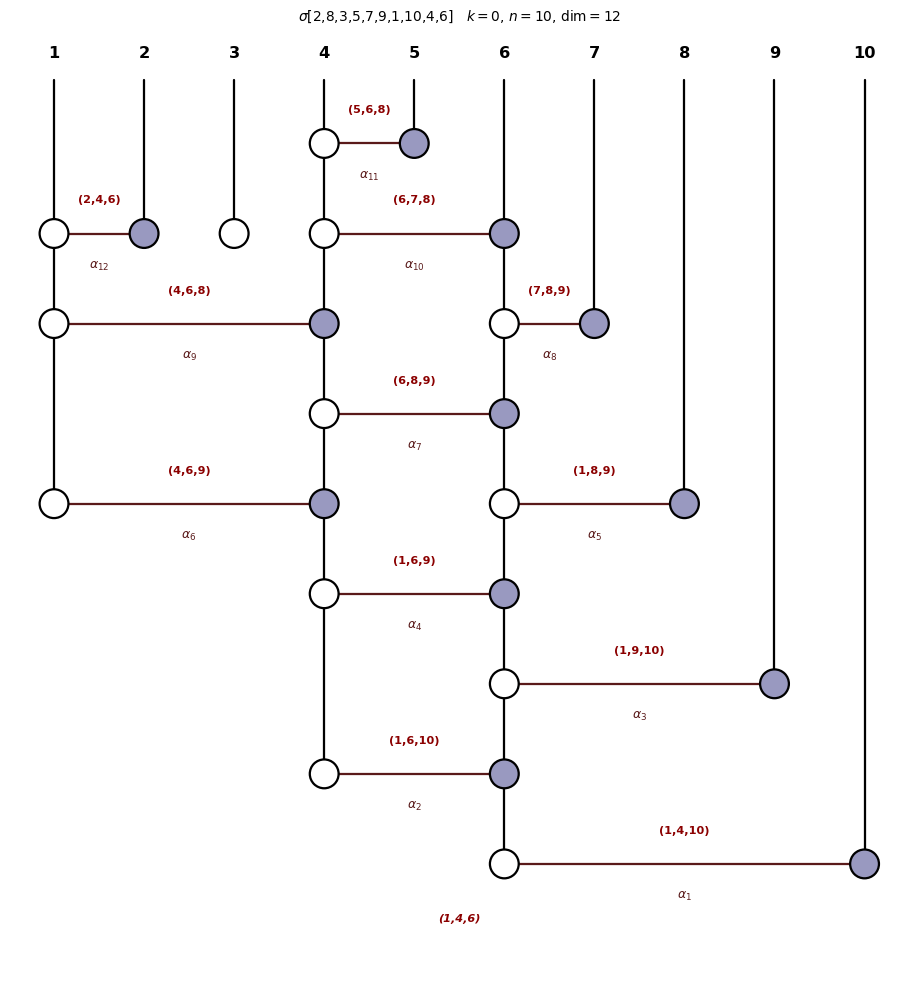 σ[2,8,3,5,7,9,1,10,4,6] k=0, n=10, dim=12
1 2 3 4 5 6 7 8 9 10
(5,6,8)
α11
(2,4,6) (6,7,8)
α12 α10
(4,6,8) (7,8,9)
α9 α8
(6,8,9)
α7
(4,6,9) (1,8,9)
α6 α5
(1,6,9)
α4
(1,9,10)
α3
(1,6,10)
α2
(1,4,10)
α1
(1,4,6)